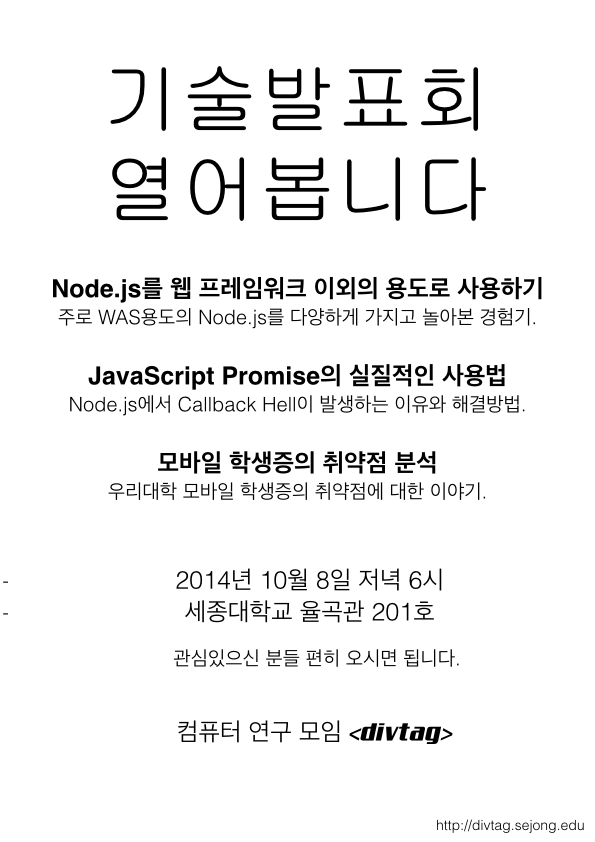 기술발표회
열어봅니다
Node.js를 웹 프레임워크 이외의 용도로 사용하기
주로 WAS용도의 Node.js를 다양하게 가지고 놀아본 경험기.
JavaScript Promise의 실질적인 사용법
Node.js에서 Callback Hell이 발생하는 이유와 해결방법.
모바일 학생증의 취약점 분석
우리대학 모바일 학생증의 취약점에 대한 이야기.
- 2014년 10월 8일 저녁 6시
- 세종대학교 율곡관 201호
관심있으신 분들 편히 오시면 됩니다.
컴퓨터 연구 모임 <divtag>
http://divtag.sejong.edu